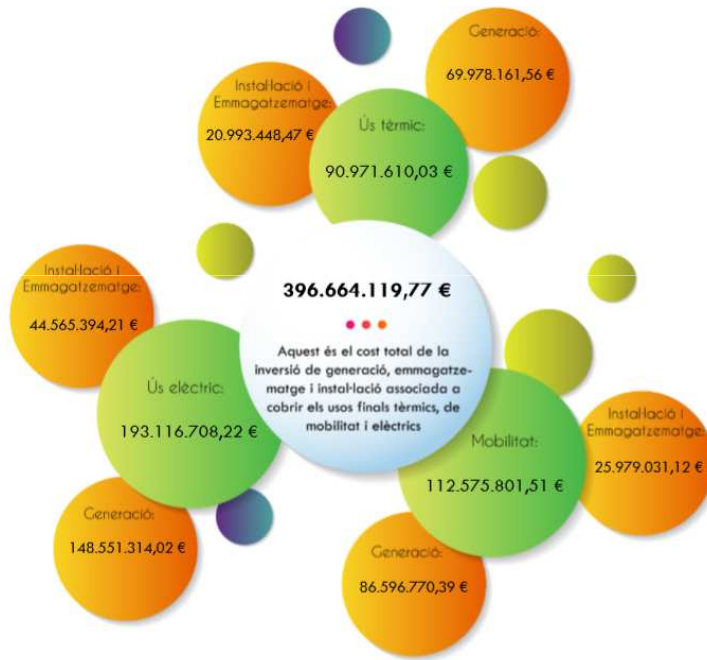 Generació:
69.978.161,56 €
Instal·lació i
Emmagatzematge:
20.993.448,47 €
Ús tèrmic:
90.971.610,03 €
396.664.119,77 €
Aquest és el cost total de la
inversió de generació, emmagatze-
matge i instal·lació associada a
cobrir els usos finals tèrmics, de
mobilitat i elèctrics
Instal·lació i
Emmagatzematge:
44.565.394,21 €
Ús elèctric:
193.116.708,22 €
Generació:
148.551.314,02 €
Mobilitat:
112.575.801,51 €
Instal·lació i
Emmagatzematge:
25.979.031,12 €
Generació:
86.596.770,39 €